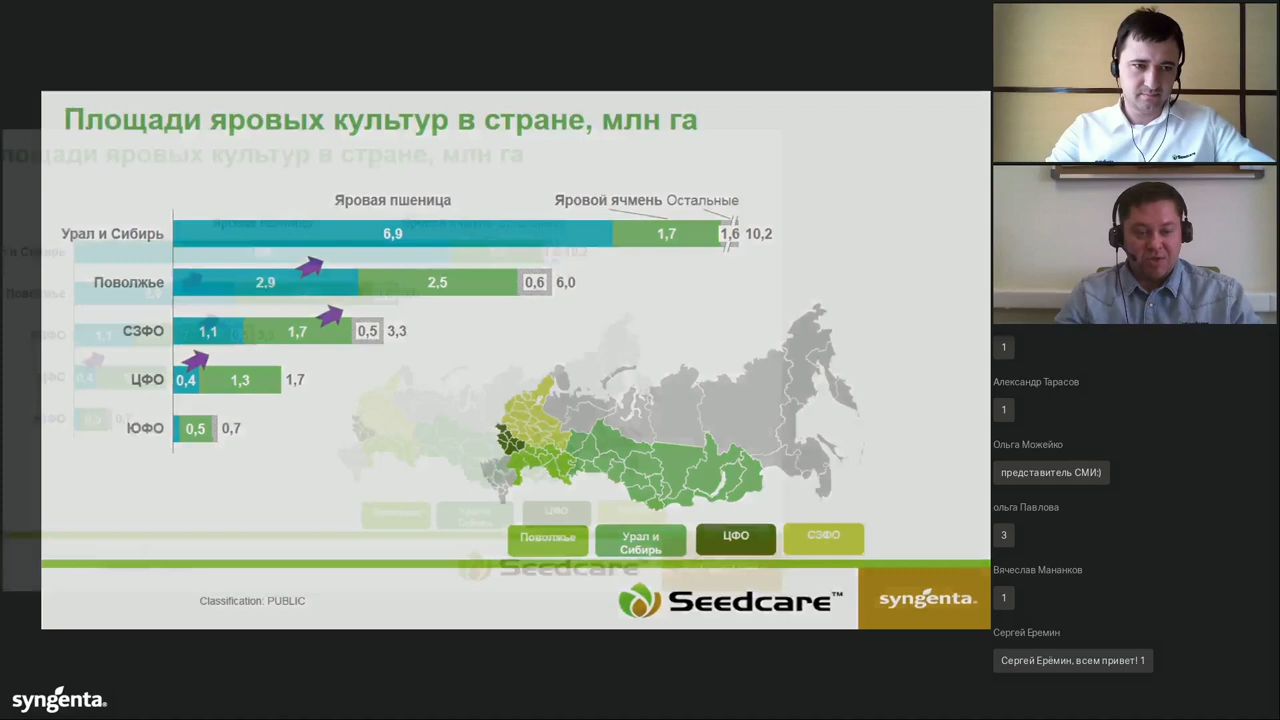 Площади яровых культур в стране, млн га
Яровая пшеница
Яровой ячмень Остальные
Урал и Сибирь 6,9 1,7 1,6 10,2
Поволжье 2,9 2,5 0,6 6,0
СЗФО 1,1 1,7 0,5 3,3
ЦФО 0,4 1,3 1,7
ЮФО 0,5 0,7
Поволжье
Урал и
Сибирь
ЦФО
СЗФО
Classification: PUBLIC
Seedcare™
syngenta.
syngenta.
Seedcare
1
Александр Тарасов
1
Ольга Можейко
представитель СМИ:)
ольга Павлова
3
Вячеслав Мананков
1
Сергей Еремин
Сергей Ерёмин, всем привет! 1